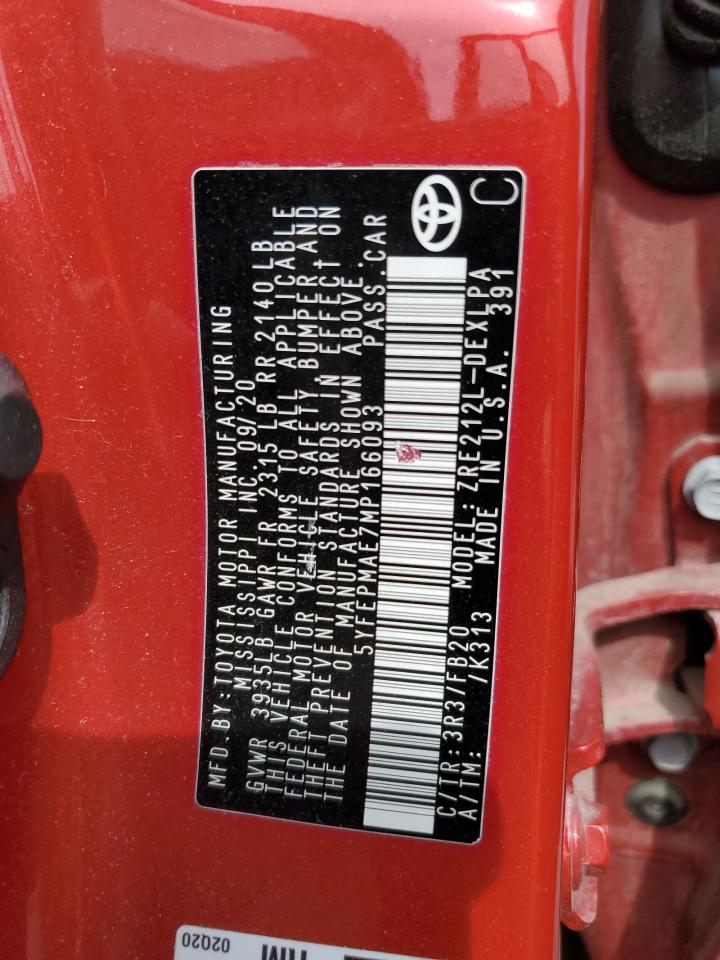 MFD. BY: TOYOTA MOTOR MANUFACTURING
MISSISSIPPI INC. 09/20
GVWR 3935LB GAWR FR 2315 LB RR 2140 LB
THIS VEHICLE CONFORMS TO ALL APPLICABLE
FEDERAL MOTOR VEHICLE SAFETY, BUMPER AND
THEFT PREVENTION STANDARDS IN EFFECT ON
THE DATE OF MANUFACTURE SHOWN ABOVE.
5YFEPMAE7MP166093 PASS. CAR
C/TR: 3R3/FB20 MODEL: ZRE212L-DEXLPA
A/TM: /K313 MADE IN U.S.A. 391
C
02Q20